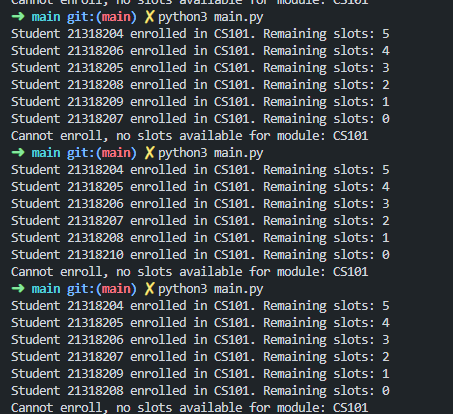 Cannot enroll, no slots available for module: CS101
➜ main git:(main) ✗ python3 main.py
Student 21318204 enrolled in CS101. Remaining slots: 5
Student 21318206 enrolled in CS101. Remaining slots: 4
Student 21318205 enrolled in CS101. Remaining slots: 3
Student 21318208 enrolled in CS101. Remaining slots: 2
Student 21318209 enrolled in CS101. Remaining slots: 1
Student 21318207 enrolled in CS101. Remaining slots: 0
Cannot enroll, no slots available for module: CS101
➜ main git:(main) ✗ python3 main.py
Student 21318204 enrolled in CS101. Remaining slots: 5
Student 21318205 enrolled in CS101. Remaining slots: 4
Student 21318206 enrolled in CS101. Remaining slots: 3
Student 21318207 enrolled in CS101. Remaining slots: 2
Student 21318208 enrolled in CS101. Remaining slots: 1
Student 21318210 enrolled in CS101. Remaining slots: 0
Cannot enroll, no slots available for module: CS101
➜ main git:(main) ✗ python3 main.py
Student 21318204 enrolled in CS101. Remaining slots: 5
Student 21318205 enrolled in CS101. Remaining slots: 4
Student 21318206 enrolled in CS101. Remaining slots: 3
Student 21318207 enrolled in CS101. Remaining slots: 2
Student 21318209 enrolled in CS101. Remaining slots: 1
Student 21318208 enrolled in CS101. Remaining slots: 0
Cannot enroll, no slots available for module: CS101